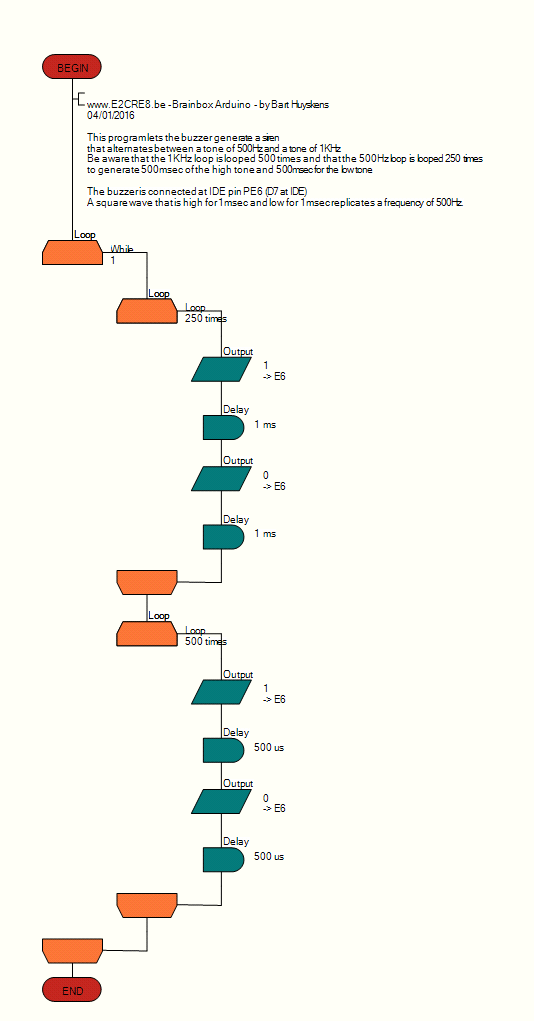 BEGIN
www.E2CRE8.be - Brainbox Arduino - by Bart Huyskens
04/01/2016
This program lets the buzzer generate a siren
that alternates between a tone of 500Hz and a tone of 1KHz
Be aware that the 1KHz loop is looped 500 times and that the 500Hz loop is looped 250 times
to generate 500msec of the high tone and 500msec for the low tone
The buzzer is connected at IDE pin PE6 (D7 at IDE)
A square wave that is high for 1msec and low for 1msec replicates a frequency of 500Hz.
Loop
While
1
Loop
Loop
250 times
Output
1
-> E6
Delay
1 ms
Output
0
-> E6
Delay
1 ms
Loop
Loop
500 times
Output
1
-> E6
Delay
500 us
Output
0
-> E6
Delay
500 us
END